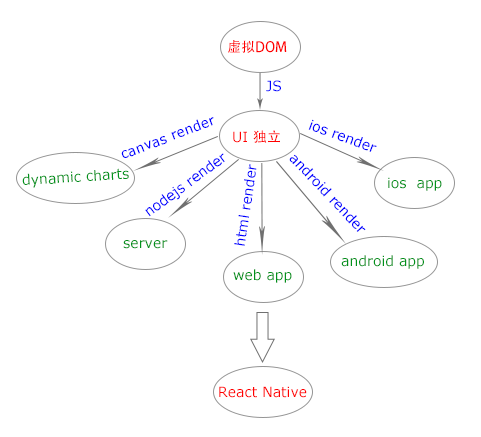 虚拟DOM
JS
UI 独立
canvas render
nodejs render
html render
android render
ios render
dynamic charts
server
web app
android app
ios app
React Native